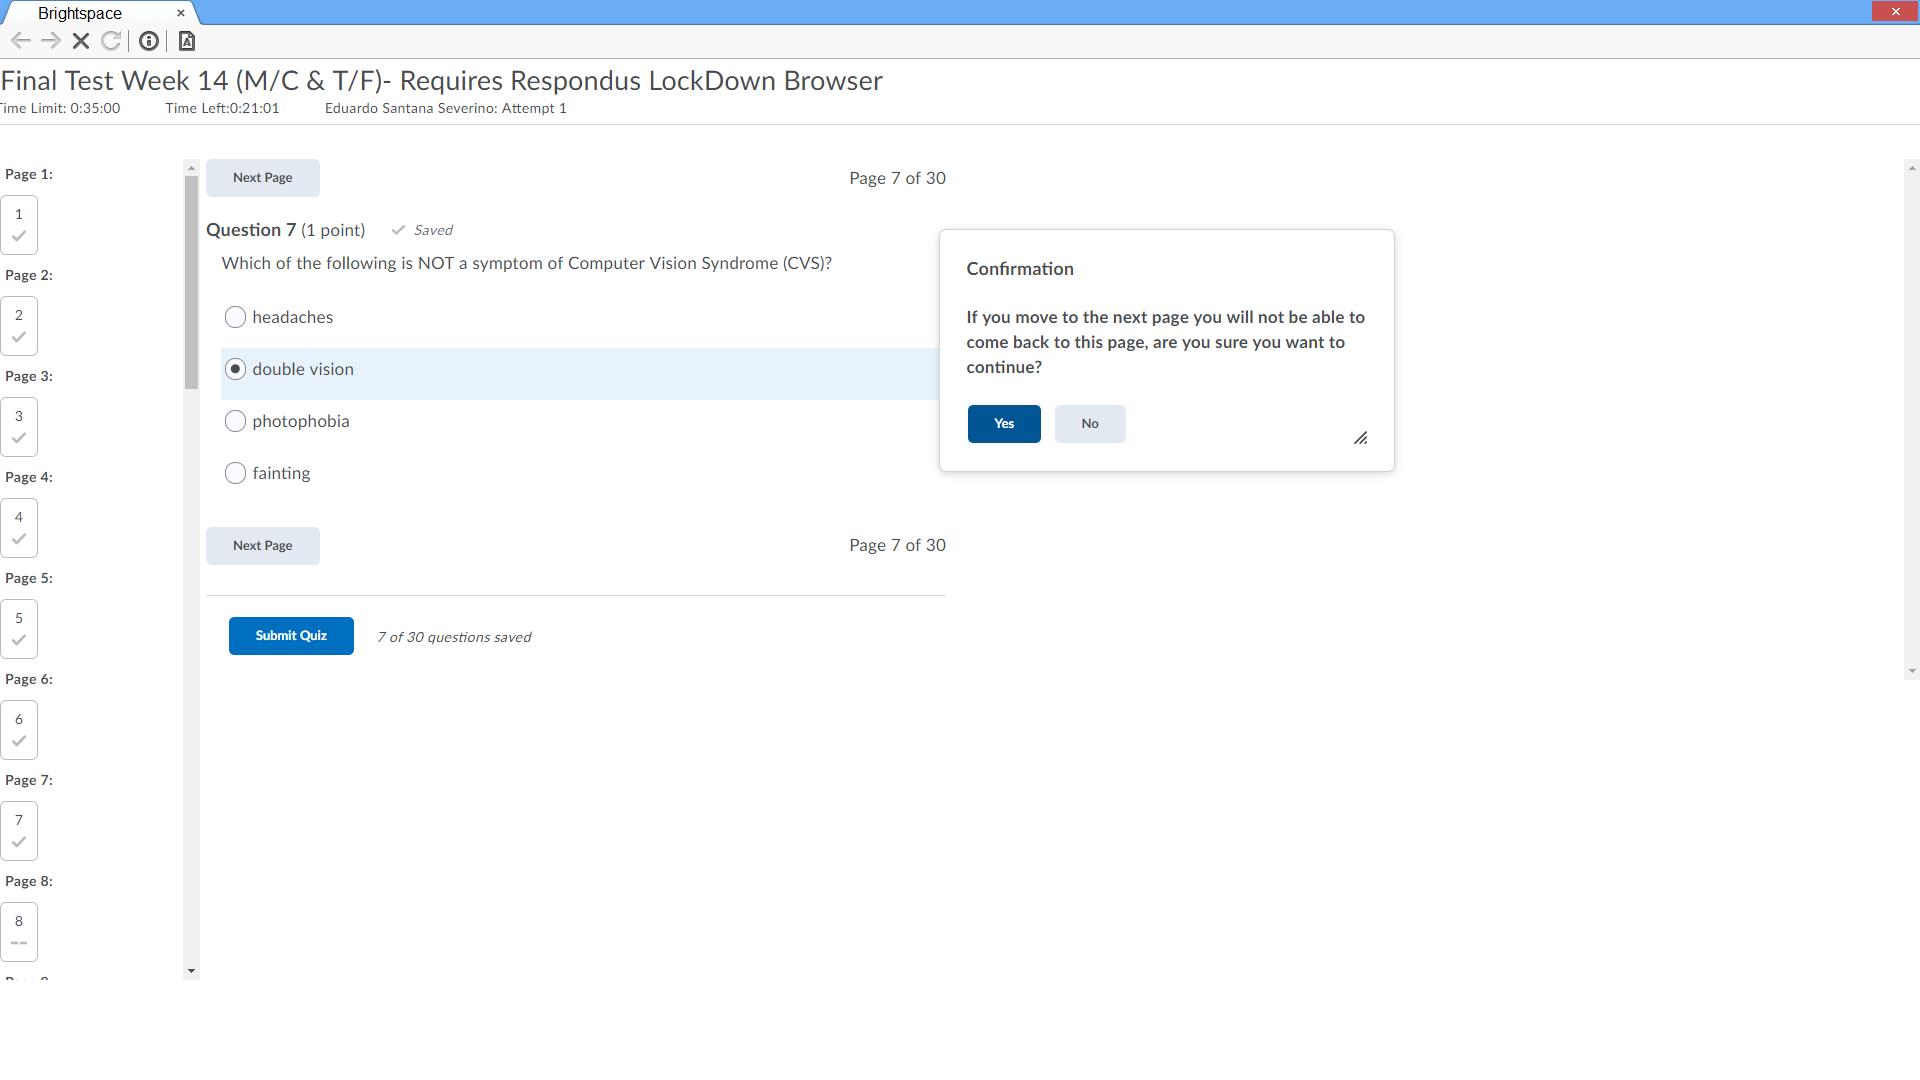 Brightspace
Final Test Week 14 (M/C & T/F)- Requires Respondus LockDown Browser
Time Limit: 0:35:00 Time Left:0:21:01 Eduardo Santana Severino: Attempt 1
Page 1:
1
Page 2:
2
Page 3:
3
Page 4:
4
Page 5:
5
Page 6:
6
Page 7:
7
Page 8:
8
--
Next Page Page 7 of 30
Question 7 (1 point) Saved
Which of the following is NOT a symptom of Computer Vision Syndrome (CVS)?
headaches
double vision
photophobia
fainting
Next Page Page 7 of 30
Submit Quiz 7 of 30 questions saved
Confirmation
If you move to the next page you will not be able to
come back to this page, are you sure you want to
continue?
Yes No